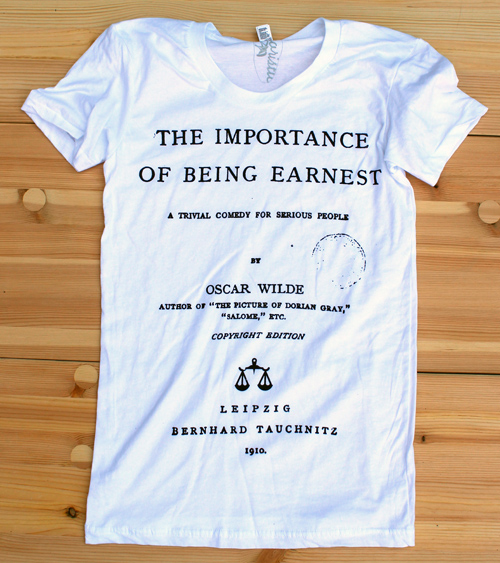 THE IMPORTANCE
OF BEING EARNEST
A TRIVIAL COMEDY FOR SERIOUS PEOPLE
BY
OSCAR WILDE
AUTHOR OF "THE PICTURE OF DORIAN GRAY,"
"SALOME," ETC.
COPYRIGHT EDITION
LEIPZIG
BERNHARD TAUCHNITZ
1910.